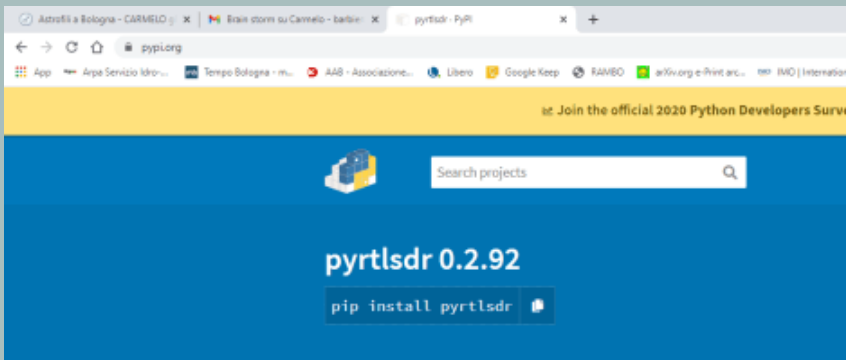 Astrofili a Bologna - CARMELO
Brain storm su Carmelo - barbie
pyrtlsdr · PyPI
pypi.org
App
Arpa Servizio Idro-...
Tempo Bologna - m...
AAB - Associazione...
Libero
Google Keep
RAMBO
arXiv.org e-Print arc...
IMO | Internation
Join the official 2020 Python Developers Surve
Search projects
pyrtlsdr 0.2.92
pip install pyrtlsdr